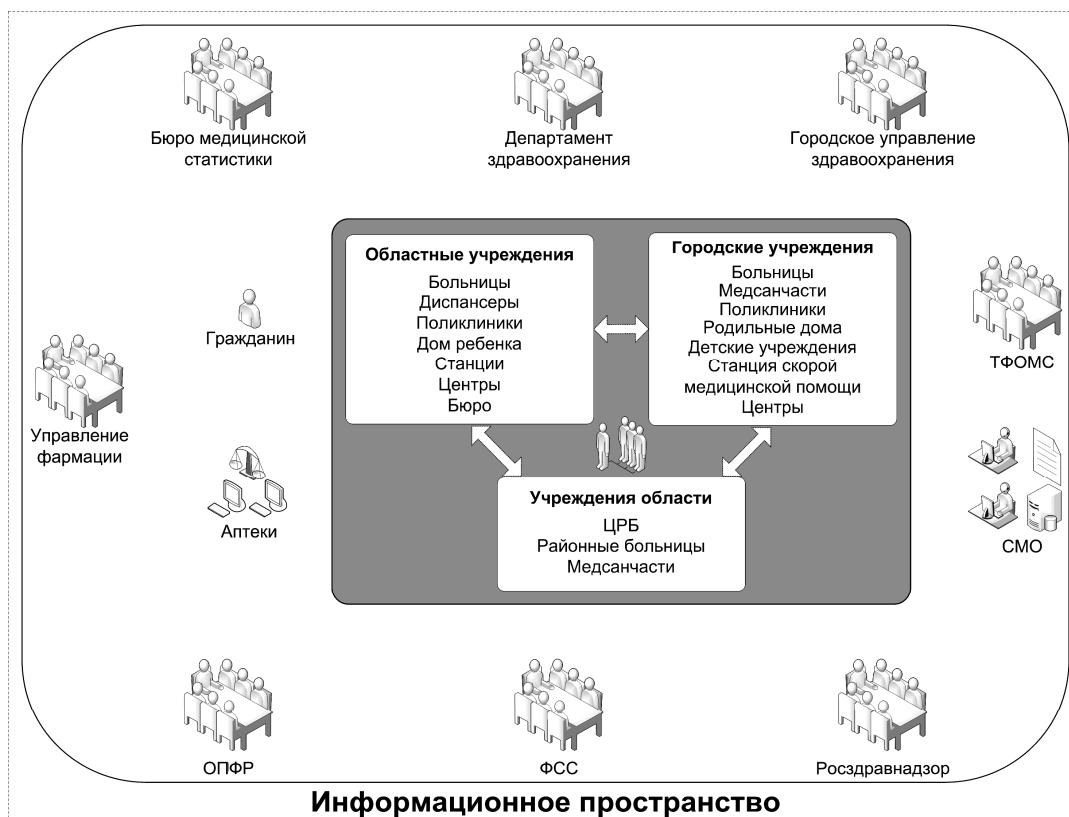 Бюро медицинской
статистики
Департамент
здравоохранения
Городское управление
здравоохранения
Областные учреждения
Больницы
Диспансеры
Поликлиники
Дом ребенка
Станции
Центры
Бюро
Городские учреждения
Больницы
Медсанчасти
Поликлиники
Родильные дома
Детские учреждения
Станция скорой
медицинской помощи
Центры
Гражданин
ТФОМС
Управление
фармации
Аптеки
Учреждения области
ЦРБ
Районные больницы
Медсанчасти
СМО
ОПФР
ФСС
Росздравнадзор
Информационное пространство